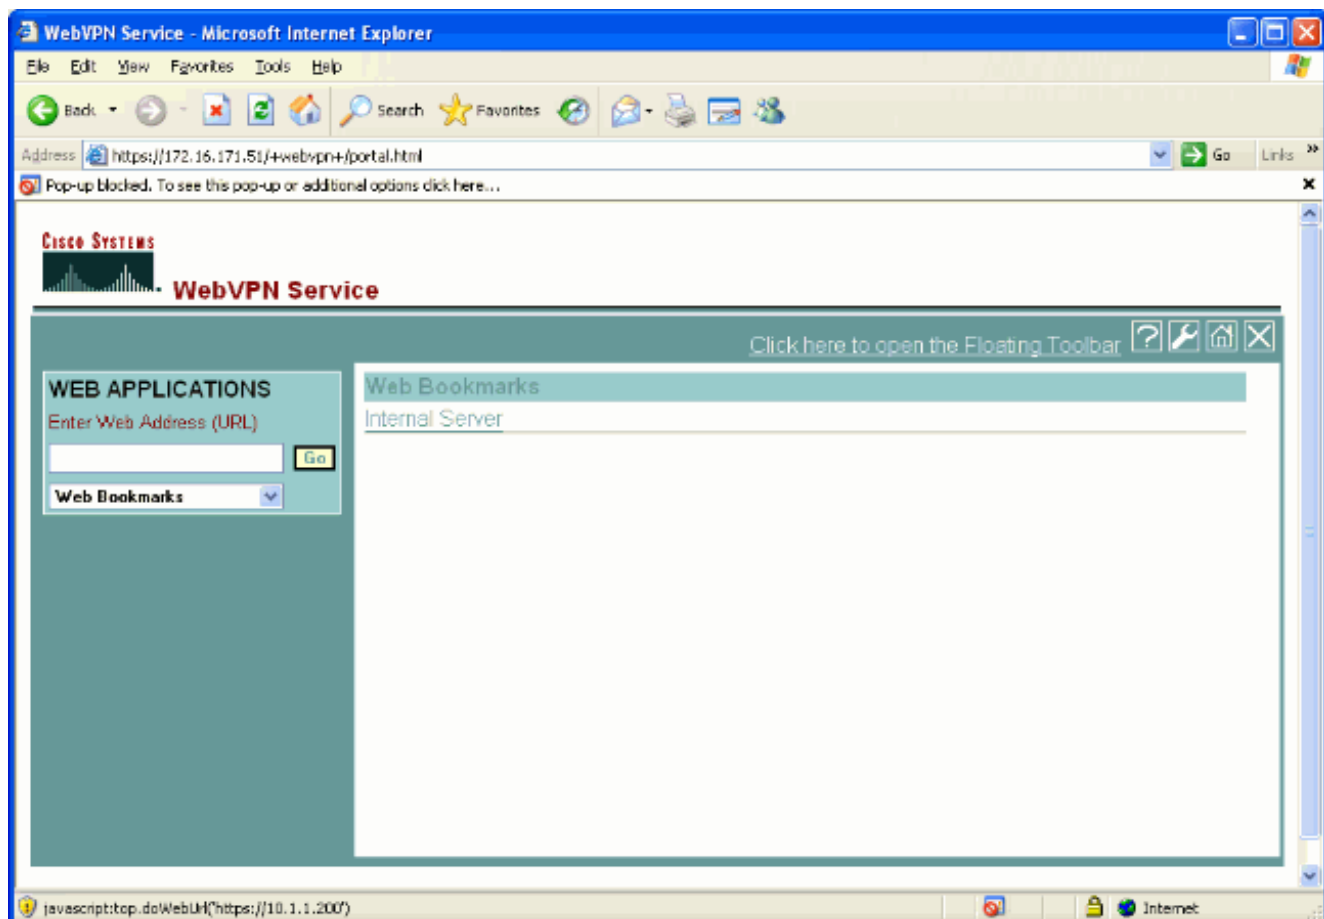 WebVPN Service - Microsoft Internet Explorer
File Edit View Favorites Tools Help
Back Search Favorites
Address https://172.16.171.51/+webvpn+/portal.html Go Links »
Pop-up blocked. To see this pop-up or additional options click here...
CISCO SYSTEMS
WebVPN Service
Click here to open the Floating Toolbar ?
WEB APPLICATIONS
Enter Web Address (URL)
Go
Web Bookmarks
Web Bookmarks
Internal Server
javascript:top.doWebUrl('https://10.1.1.200') Internet